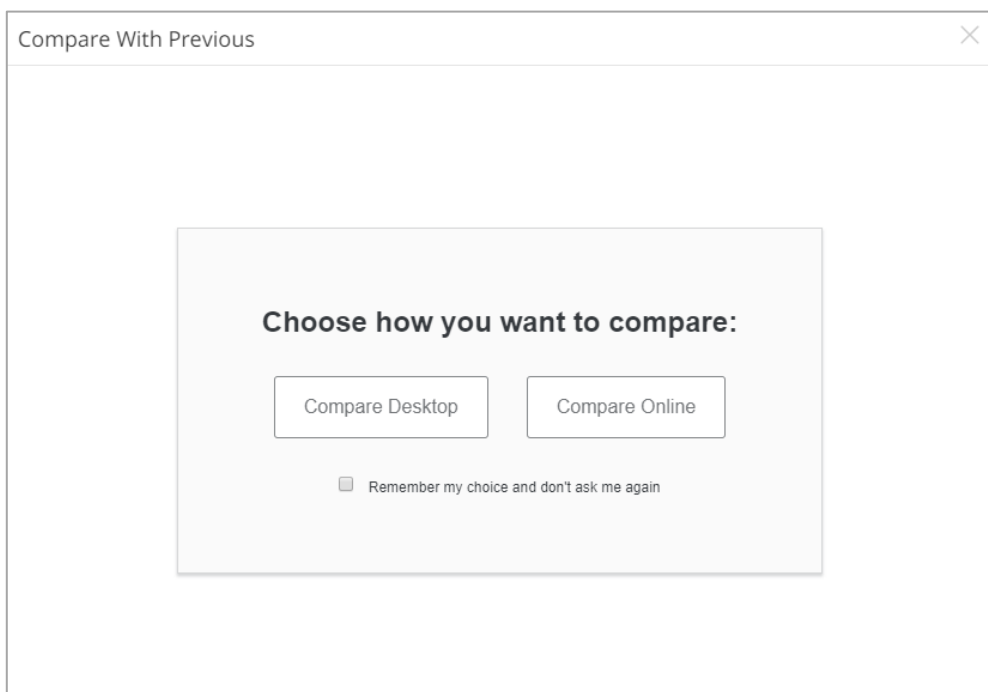 Compare With Previous
Choose how you want to compare:
Compare Desktop
Compare Online
Remember my choice and don't ask me again